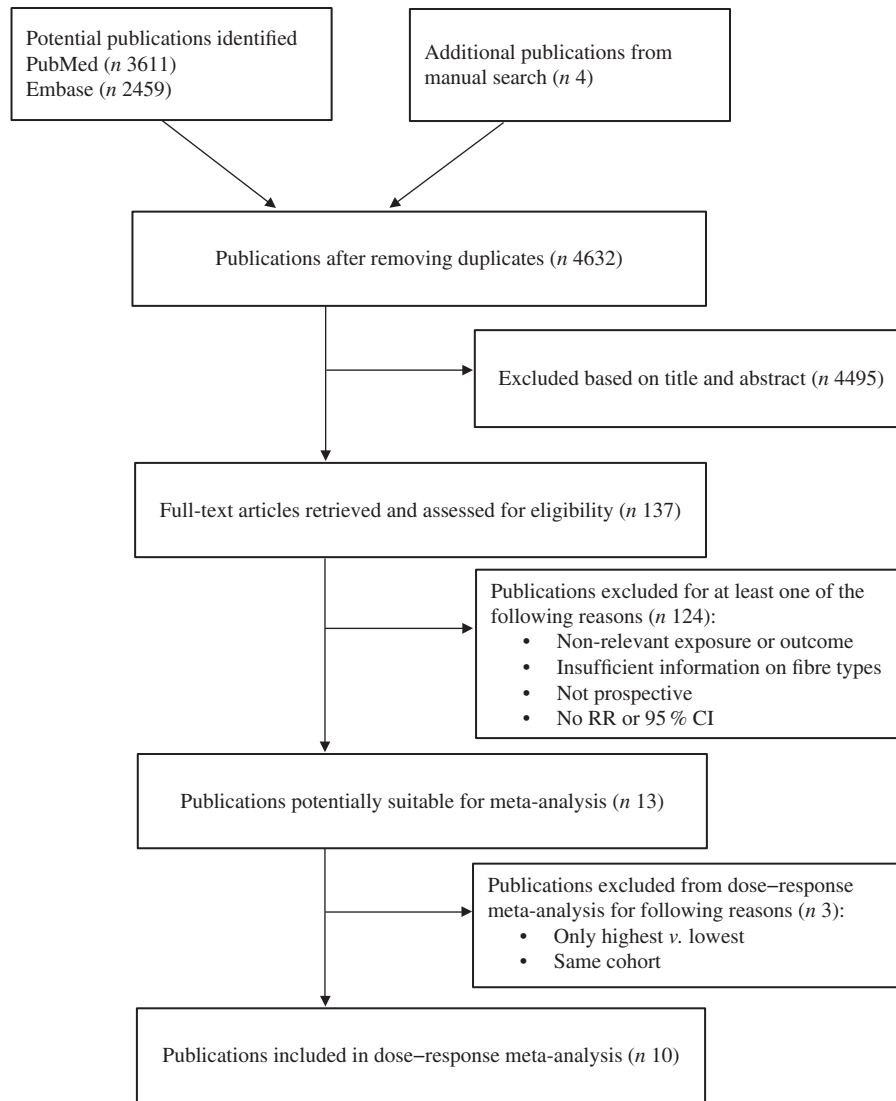 Potential publications identified
PubMed (n 3611)
Embase (n 2459)
Additional publications from
manual search (n 4)
Publications after removing duplicates (n 4632)
Excluded based on title and abstract (n 4495)
Full-text articles retrieved and assessed for eligibility (n 137)
Publications excluded for at least one of the
following reasons (n 124):
• Non-relevant exposure or outcome
• Insufficient information on fibre types
• Not prospective
• No RR or 95 % CI
Publications potentially suitable for meta-analysis (n 13)
Publications excluded from dose–response
meta-analysis for following reasons (n 3):
• Only highest v. lowest
• Same cohort
Publications included in dose–response meta-analysis (n 10)